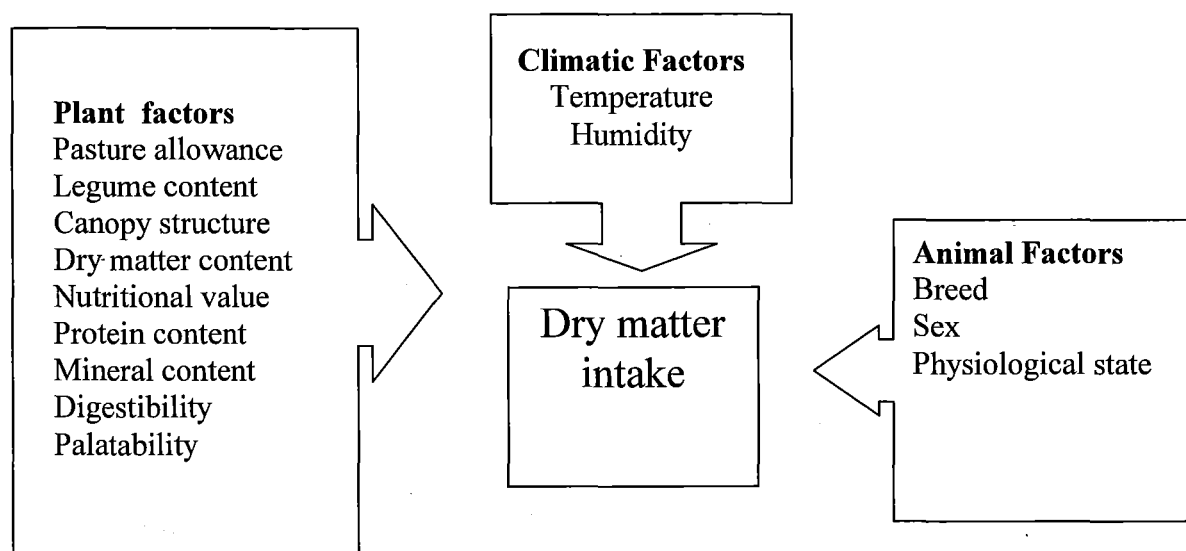 Plant factors
Pasture allowance
Legume content
Canopy structure
Dry matter content
Nutritional value
Protein content
Mineral content
Digestibility
Palatability
Climatic Factors
Temperature
Humidity
Dry matter
intake
Animal Factors
Breed
Sex
Physiological state